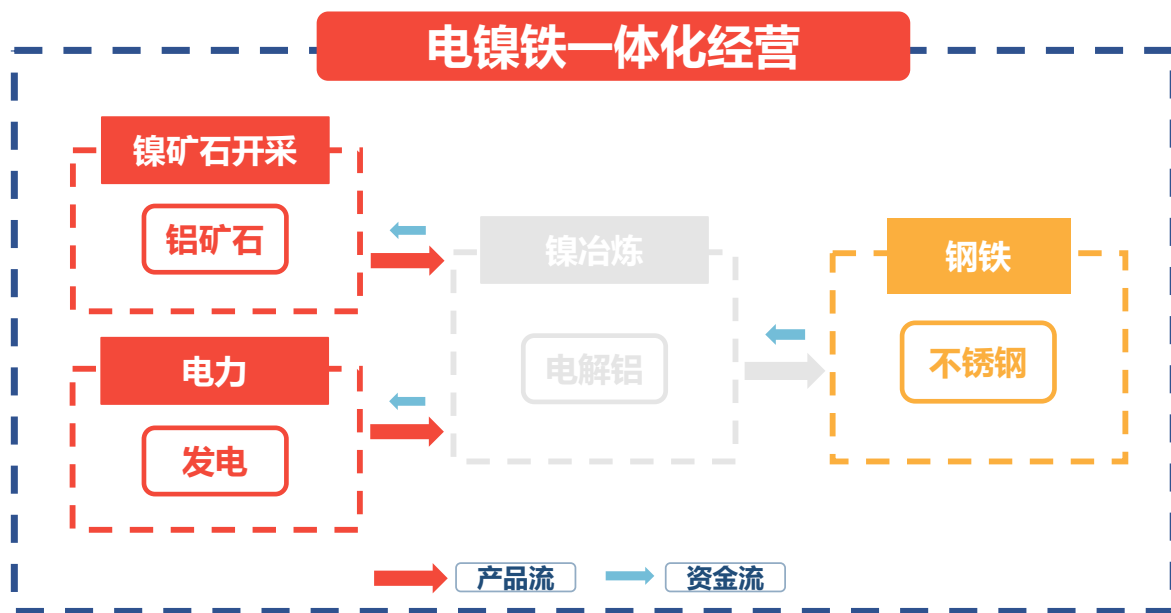 电镍铁一体化经营
镍矿石开采
铝矿石
电力
发电
镍冶炼
电解铝
钢铁
不锈钢
产品流
资金流